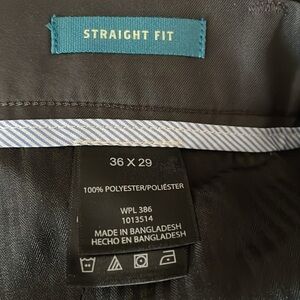 STRAIGHT FIT
36 X 29
100% POLYESTER/POLIÉSTER
WPL 386
1013514
MADE IN BANGLADESH
HECHO EN BANGLADESH